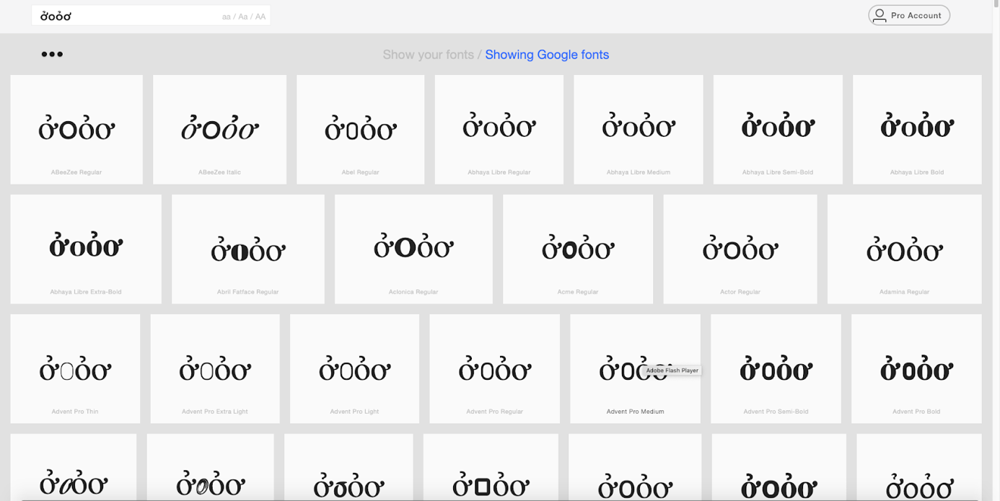 ởoỏơ aa / Aa / AA Pro Account
Show your fonts / Showing Google fonts
ởoỏơ ởoỏơ ởoỏơ ởoỏơ ởoỏơ ởoỏơ ởoỏơ
ABeeZee Regular ABeeZee Italic Abel Regular Abhaya Libre Regular Abhaya Libre Medium Abhaya Libre Semi-Bold Abhaya Libre Bold
ởoỏơ ởoỏơ ởoỏơ ởoỏơ ởoỏơ ởoỏơ
Abhaya Libre Extra-Bold Abril Fatface Regular Aclonica Regular Acme Regular Actor Regular Adamina Regular
ởoỏơ ởoỏơ ởoỏơ ởoỏơ ởoỏơ ởoỏơ ởoỏơ
Adobe Flash Player
Advent Pro Thin Advent Pro Extra Light Advent Pro Light Advent Pro Regular Advent Pro Medium Advent Pro Semi-Bold Advent Pro Bold
ởoỏơ ởoỏơ ởoỏơ ởoỏơ ởoỏơ ởoỏơ ởoỏơ